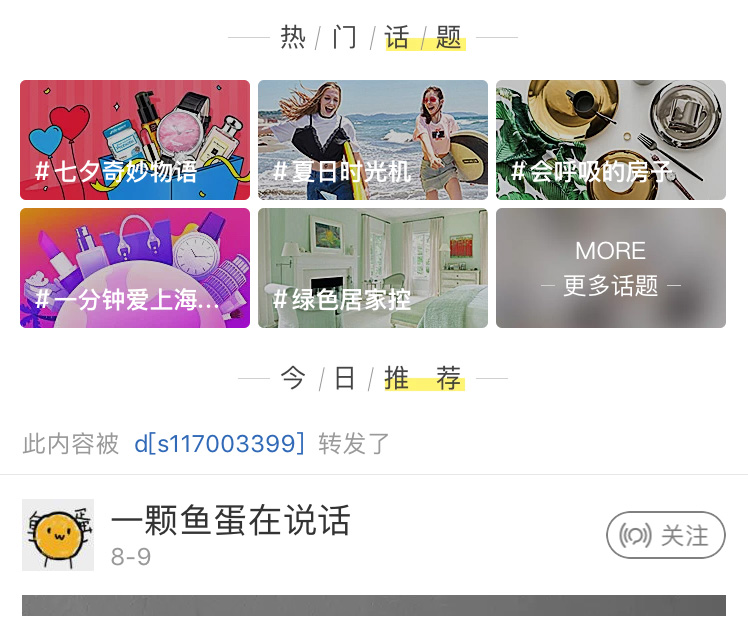 热/门/话/题
#七夕奇妙物语
#夏日时光机
#会呼吸的房子
#一分钟爱上海...
#绿色居家控
MORE
更多话题
今/日/推 荐
此内容被 d[s117003399] 转发了
一颗鱼蛋在说话
关注
8-9